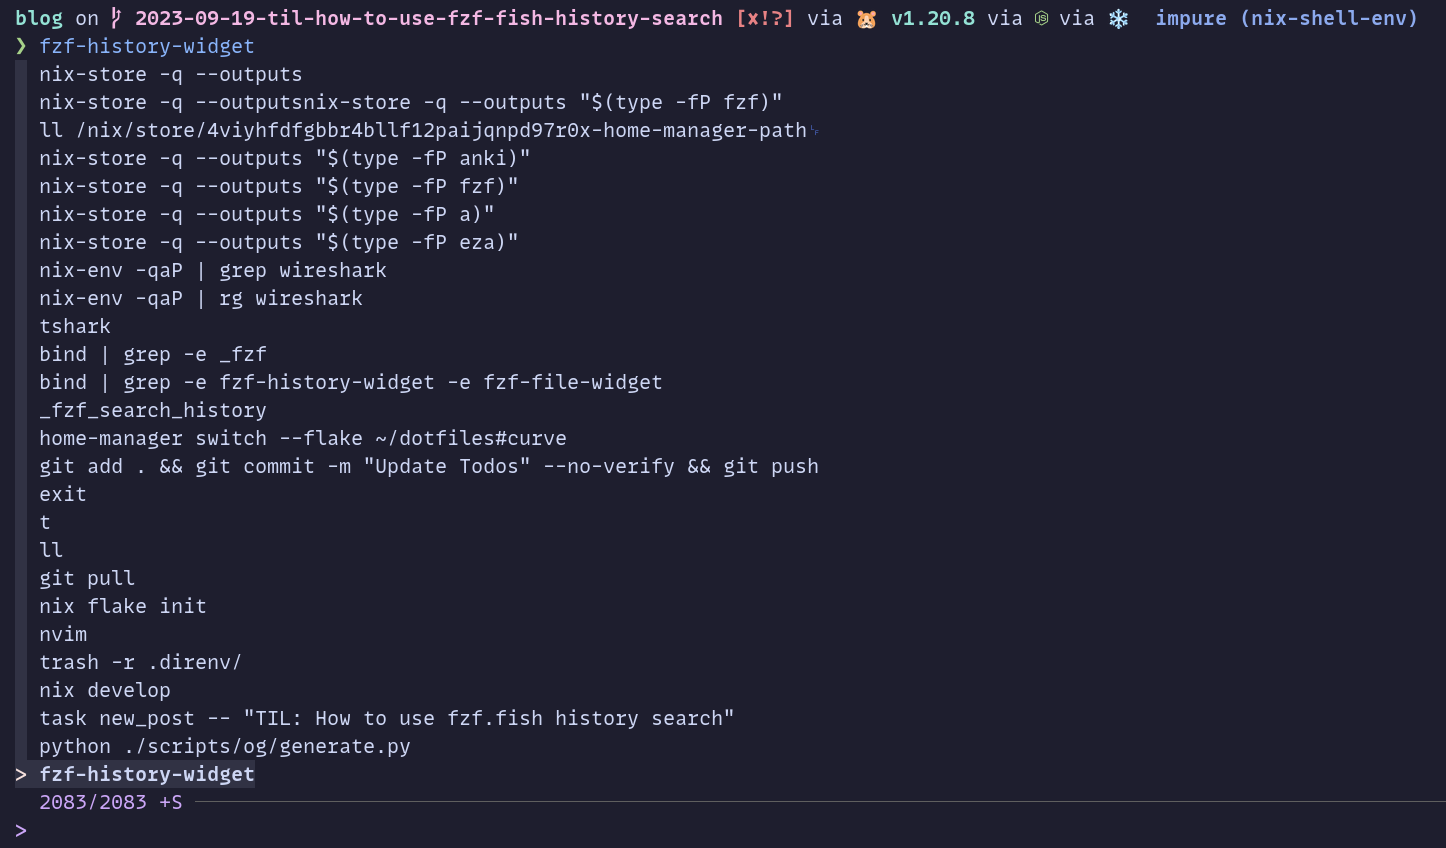 blog on 2023-09-19-til-how-to-use-fzf-fish-history-search [x!?] via 🐹 v1.20.8 via via ❄️ impure (nix-shell-env)
❯ fzf-history-widget
nix-store -q --outputs
nix-store -q --outputsnix-store -q --outputs "$(type -fP fzf)"
ll /nix/store/4viyhfdfgbbr4bllf12paijqnpd97r0x-home-manager-path
nix-store -q --outputs "$(type -fP anki)"
nix-store -q --outputs "$(type -fP fzf)"
nix-store -q --outputs "$(type -fP a)"
nix-store -q --outputs "$(type -fP eza)"
nix-env -qaP | grep wireshark
nix-env -qaP | rg wireshark
tshark
bind | grep -e _fzf
bind | grep -e fzf-history-widget -e fzf-file-widget
_fzf_search_history
home-manager switch --flake ~/dotfiles#curve
git add . && git commit -m "Update Todos" --no-verify && git push
exit
t
ll
git pull
nix flake init
nvim
trash -r .direnv/
nix develop
task new_post -- "TIL: How to use fzf.fish history search"
python ./scripts/og/generate.py
> fzf-history-widget
2083/2083 +S
>